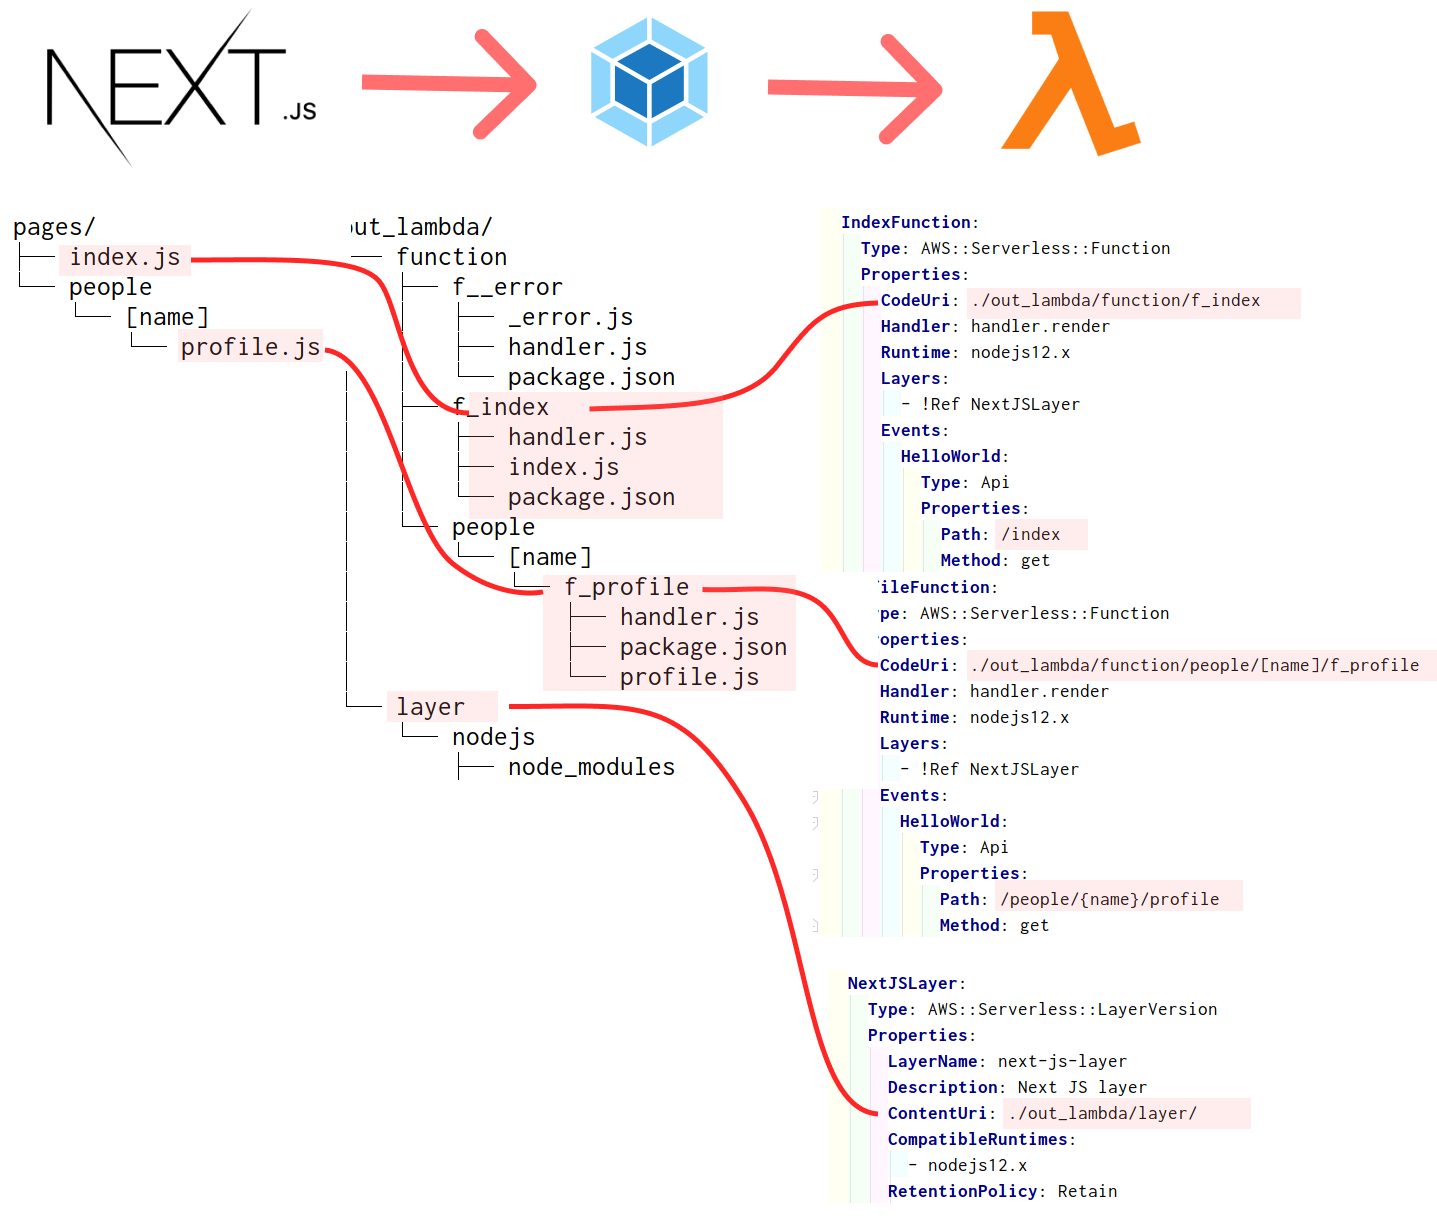 NEXT.JS
pages/
index.js
people
[name]
profile.js
out_lambda/
function
f__error
_error.js
handler.js
package.json
f_index
handler.js
index.js
package.json
people
[name]
f_profile
handler.js
package.json
profile.js
layer
nodejs
node_modules
IndexFunction:
Type: AWS::Serverless::Function
Properties:
CodeUri: ./out_lambda/function/f_index
Handler: handler.render
Runtime: nodejs12.x
Layers:
- !Ref NextJSLayer
Events:
HelloWorld:
Type: Api
Properties:
Path: /index
Method: get
ileFunction:
pe: AWS::Serverless::Function
operties:
CodeUri: ./out_lambda/function/people/[name]/f_profile
Handler: handler.render
Runtime: nodejs12.x
Layers:
- !Ref NextJSLayer
Events:
HelloWorld:
Type: Api
Properties:
Path: /people/{name}/profile
Method: get
NextJSLayer:
Type: AWS::Serverless::LayerVersion
Properties:
LayerName: next-js-layer
Description: Next JS layer
ContentUri: ./out_lambda/layer/
CompatibleRuntimes:
- nodejs12.x
RetentionPolicy: Retain